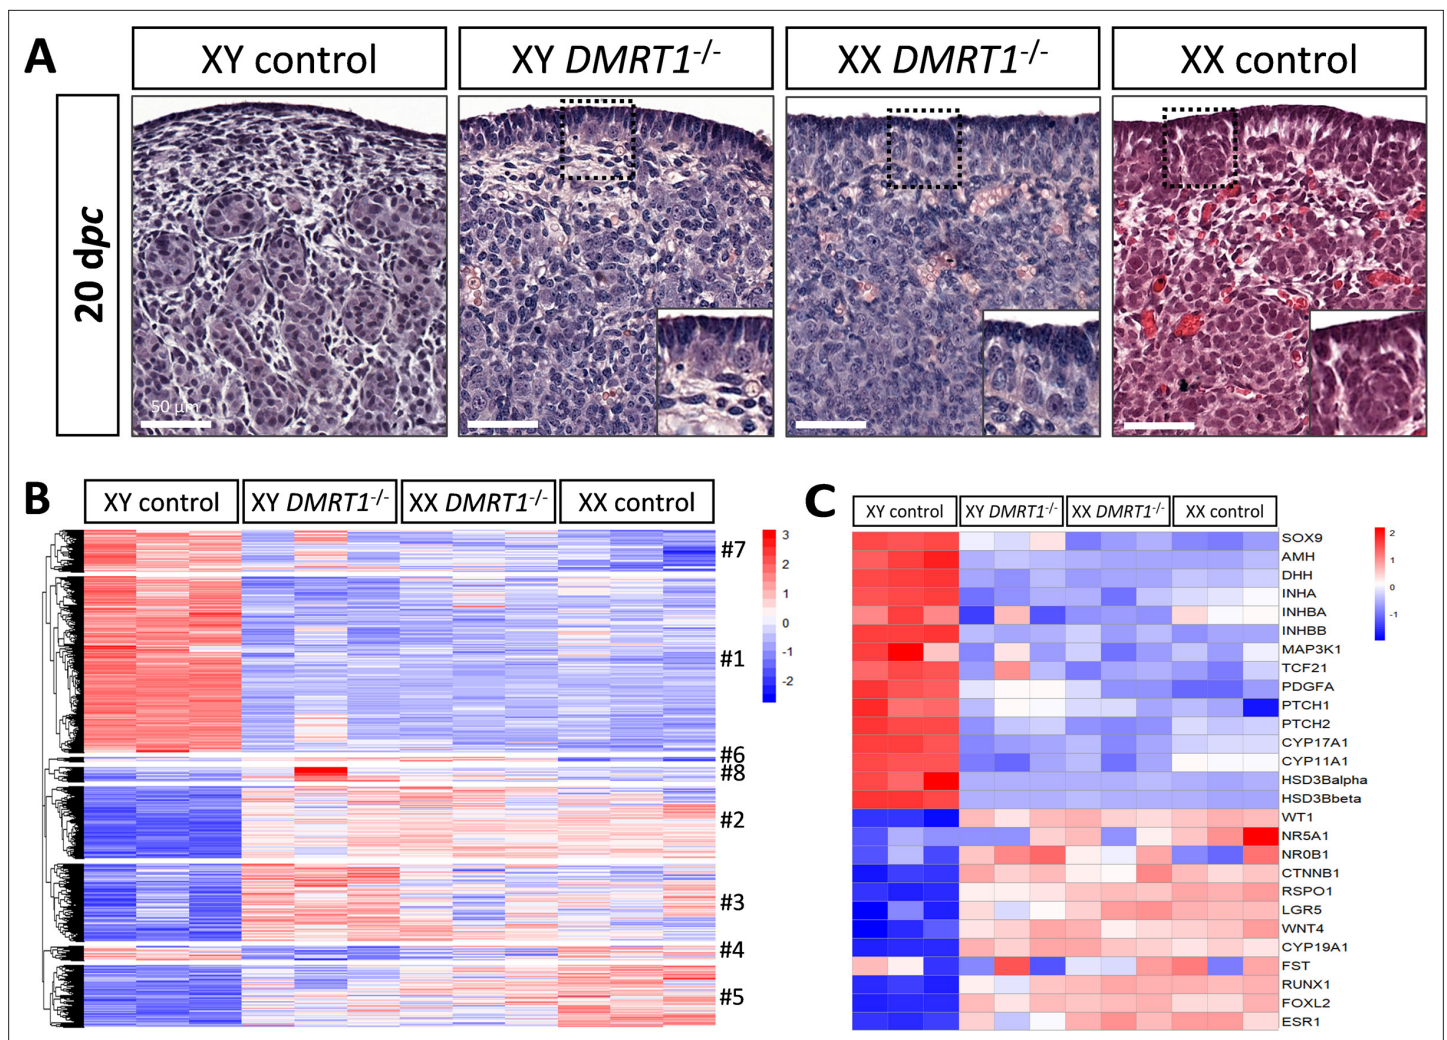 A
XY control
XY DMRT1-/-
XX DMRT1-/-
XX control
20 dpc
50 µm
B
XY control
XY DMRT1-/-
XX DMRT1-/-
XX control
#7
#1
#6
#8
#2
#3
#4
#5
3
2
1
0
-1
-2
C
XY control
XY DMRT1-/-
XX DMRT1-/-
XX control
SOX9
AMH
DHH
INHA
INHBA
INHBB
MAP3K1
TCF21
PDGFA
PTCH1
PTCH2
CYP17A1
CYP11A1
HSD3Balpha
HSD3Bbeta
WT1
NR5A1
NR0B1
CTNNB1
RSPO1
LGR5
WNT4
CYP19A1
FST
RUNX1
FOXL2
ESR1
2
1
0
-1